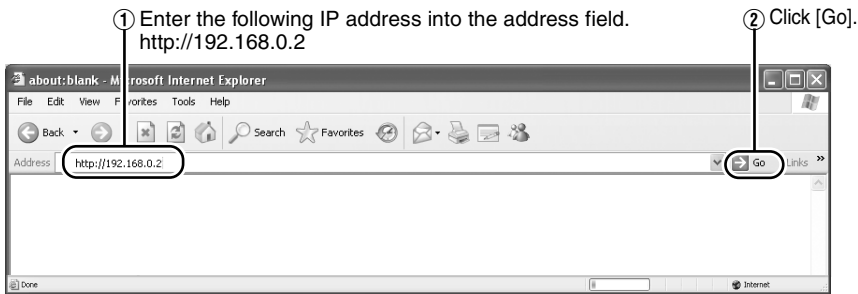 ① Enter the following IP address into the address field.
http://192.168.0.2
② Click [Go].
about:blank - Microsoft Internet Explorer
File Edit View Favorites Tools Help
Back Search Favorites
Address http://192.168.0.2 Go Links »
Done Internet